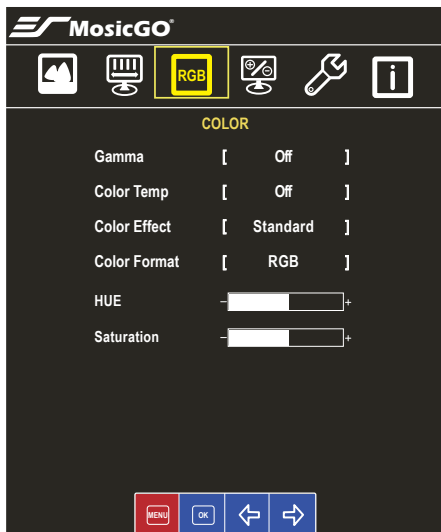 MosicGO®
RGB
COLOR
Gamma [ Off ]
Color Temp [ Off ]
Color Effect [ Standard ]
Color Format [ RGB ]
HUE - +
Saturation - +
MENU OK